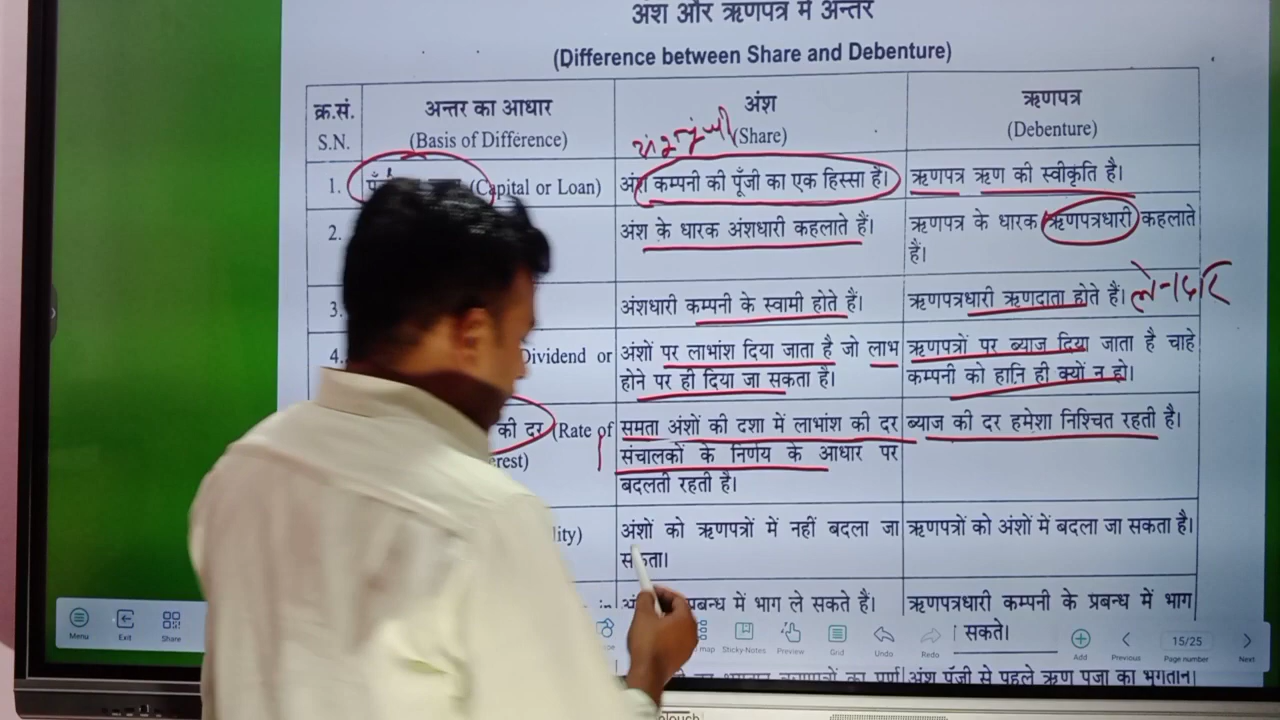 अंश और ऋणपत्र में अन्तर
(Difference between Share and Debenture)
क्र.सं. अन्तर का आधार अंश ऋणपत्र
S.N. (Basis of Difference) (Share) (Debenture)
1. (Capital or Loan) अंश कम्पनी की पूँजी का एक हिस्सा है। ऋणपत्र ऋण की स्वीकृति है।
2. अंश के धारक अंशधारी कहलाते हैं। ऋणपत्र के धारक ऋणपत्रधारी कहलाते
हैं।
3. अंशधारी कम्पनी के स्वामी होते हैं। ऋणपत्रधारी ऋणदाता होते हैं। लेनदार
4. Dividend or अंशों पर लाभांश दिया जाता है जो लाभ ऋणपत्रों पर ब्याज दिया जाता है चाहे
होने पर ही दिया जा सकता है। कम्पनी को हानि ही क्यों न हो।
की दर (Rate of समता अंशों की दशा में लाभांश की दर ब्याज की दर हमेशा निश्चित रहती है।
erest) संचालकों के निर्णय के आधार पर
बदलती रहती है।
lity) अंशों को ऋणपत्रों में नहीं बदला जा ऋणपत्रों को अंशों में बदला जा सकता है।
सकता।
प्रबन्ध में भाग ले सकते हैं। ऋणपत्रधारी कम्पनी के प्रबन्ध में भाग
सकते।
अंश पूँजी से पहले ऋण पूजा का भुगतान
Menu Exit Share map Sticky-Notes Preview Grid Undo Redo Add Previous 15/25 Page number Next